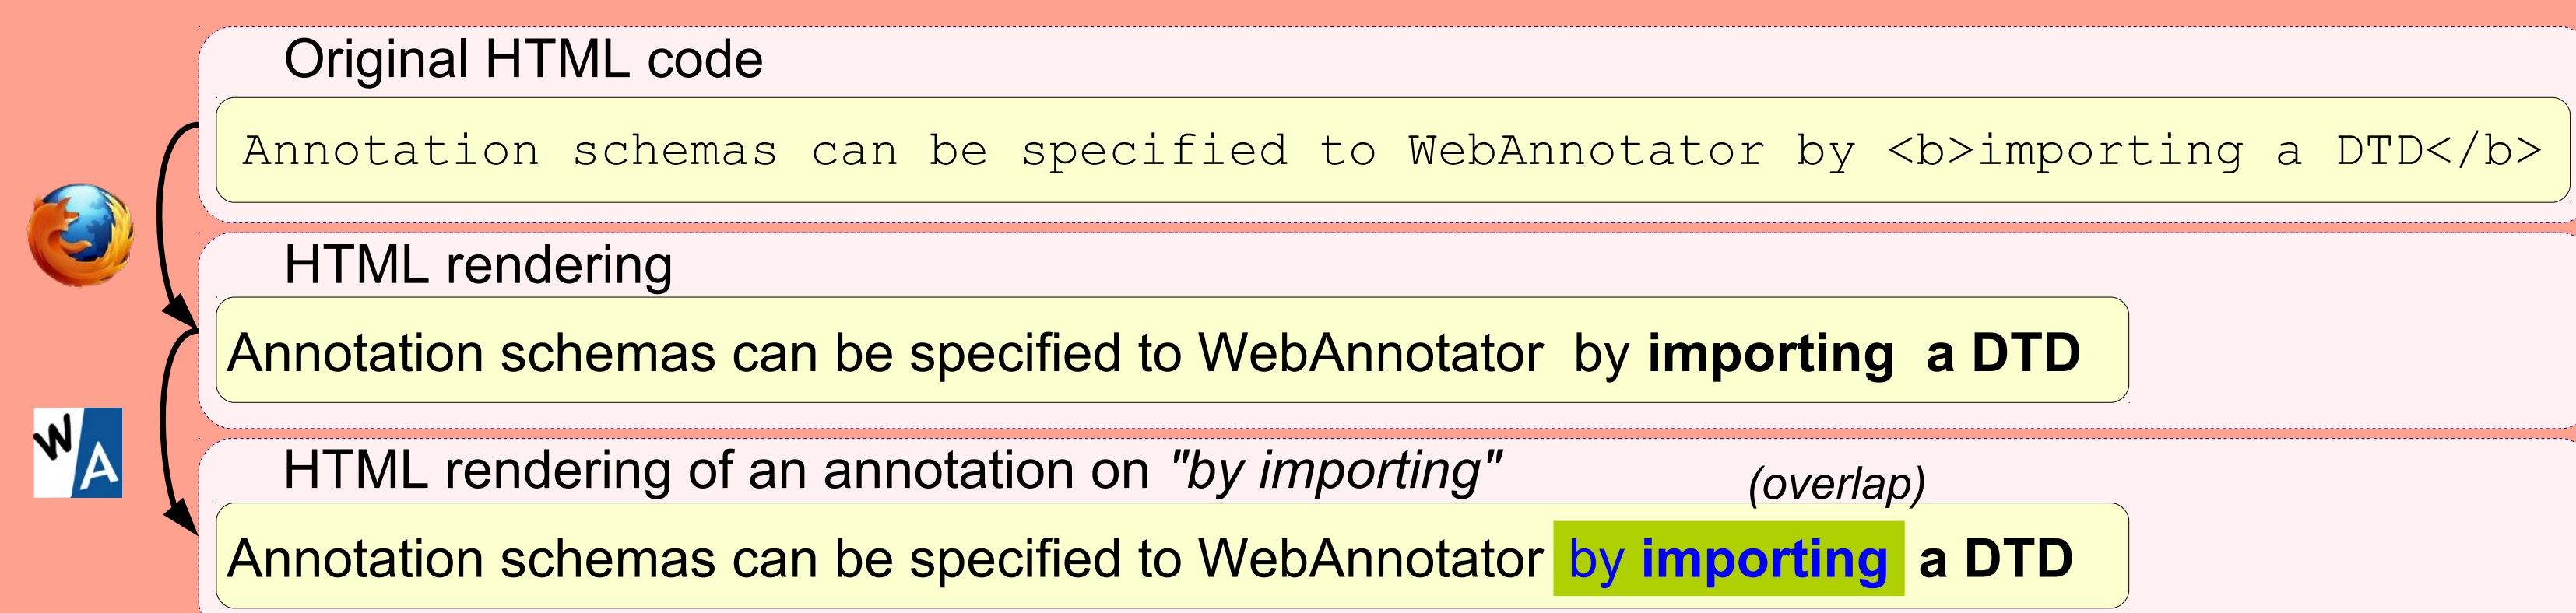 Original HTML code
Annotation schemas can be specified to WebAnnotator by <b>importing a DTD</b>
HTML rendering
Annotation schemas can be specified to WebAnnotator by importing a DTD
WA
HTML rendering of an annotation on "by importing" (overlap)
Annotation schemas can be specified to WebAnnotator by importing a DTD